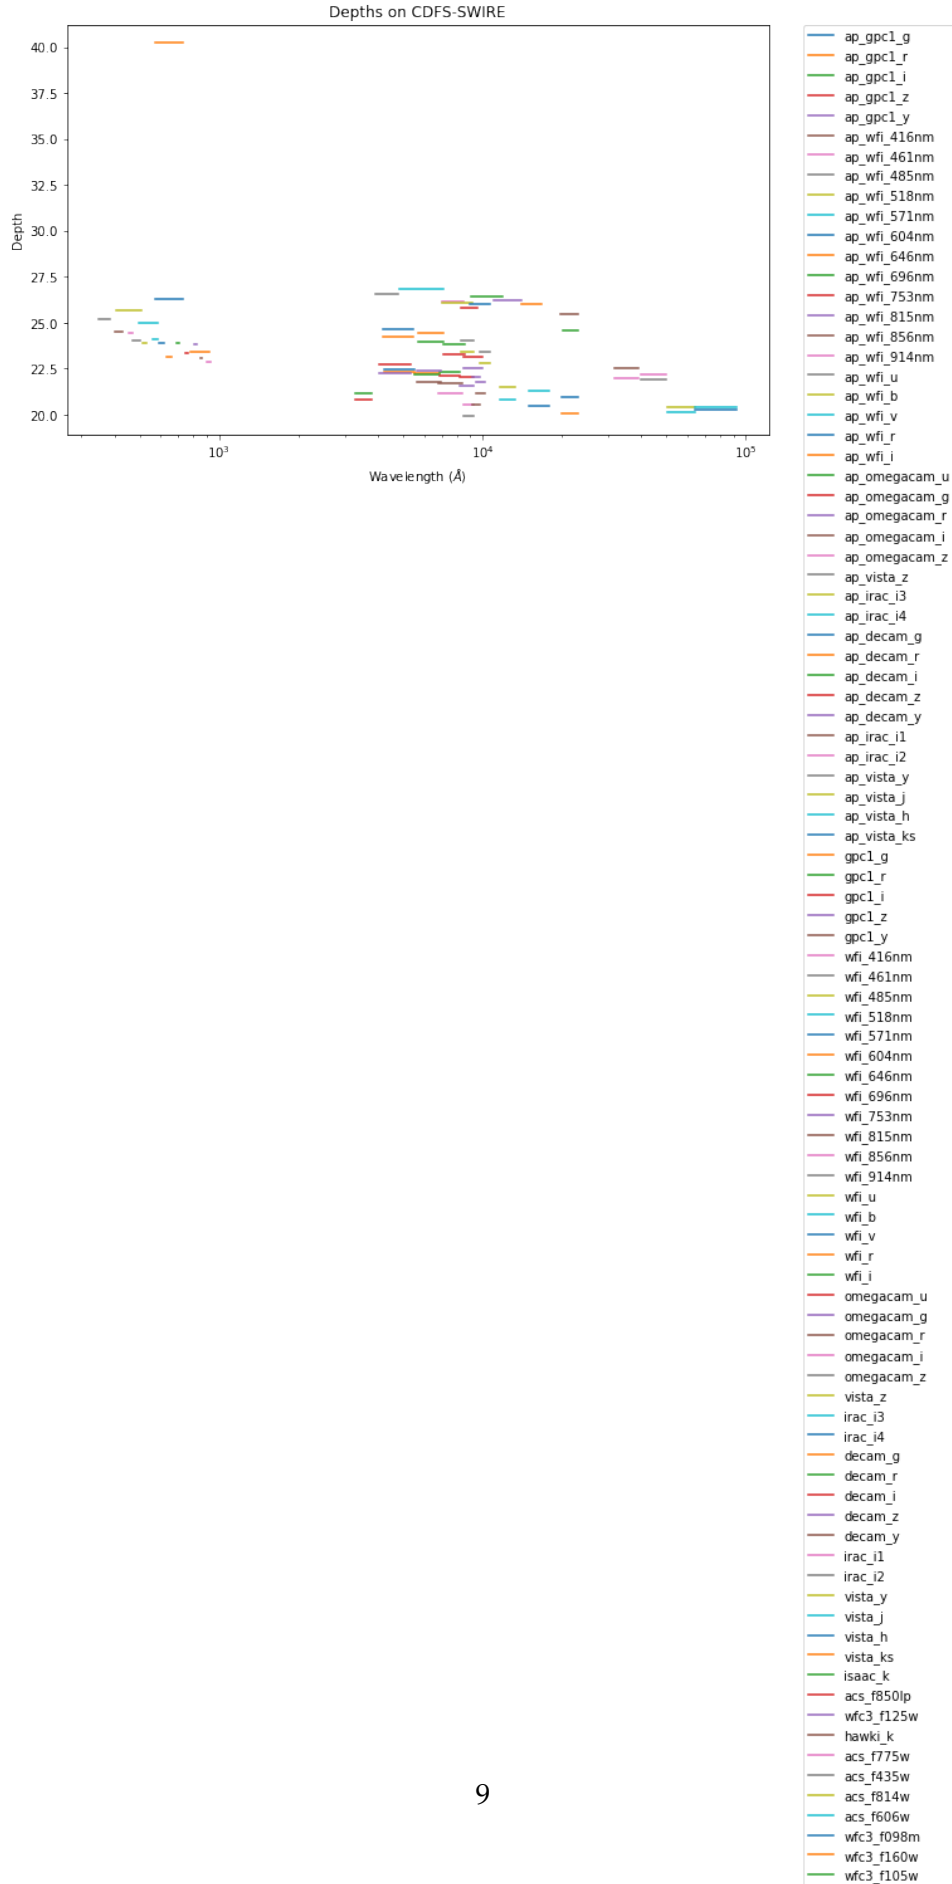 Depths on CDFS-SWIRE
40.0
37.5
35.0
32.5
30.0
27.5
25.0
22.5
20.0
Depth
10³
10⁴
10⁵
Wavelength (Å)
ap_gpc1_g
ap_gpc1_r
ap_gpc1_i
ap_gpc1_z
ap_gpc1_y
ap_wfi_416nm
ap_wfi_461nm
ap_wfi_485nm
ap_wfi_518nm
ap_wfi_571nm
ap_wfi_604nm
ap_wfi_646nm
ap_wfi_696nm
ap_wfi_753nm
ap_wfi_815nm
ap_wfi_856nm
ap_wfi_914nm
ap_wfi_u
ap_wfi_b
ap_wfi_v
ap_wfi_r
ap_wfi_i
ap_omegacam_u
ap_omegacam_g
ap_omegacam_r
ap_omegacam_i
ap_omegacam_z
ap_vista_z
ap_irac_i3
ap_irac_i4
ap_decam_g
ap_decam_r
ap_decam_i
ap_decam_z
ap_decam_y
ap_irac_i1
ap_irac_i2
ap_vista_y
ap_vista_j
ap_vista_h
ap_vista_ks
gpc1_g
gpc1_r
gpc1_i
gpc1_z
gpc1_y
wfi_416nm
wfi_461nm
wfi_485nm
wfi_518nm
wfi_571nm
wfi_604nm
wfi_646nm
wfi_696nm
wfi_753nm
wfi_815nm
wfi_856nm
wfi_914nm
wfi_u
wfi_b
wfi_v
wfi_r
wfi_i
omegacam_u
omegacam_g
omegacam_r
omegacam_i
omegacam_z
vista_z
irac_i3
irac_i4
decam_g
decam_r
decam_i
decam_z
decam_y
irac_i1
irac_i2
vista_y
vista_j
vista_h
vista_ks
isaac_k
acs_f850lp
wfc3_f125w
hawki_k
acs_f775w
acs_f435w
acs_f814w
acs_f606w
wfc3_f098m
wfc3_f160w
wfc3_f105w
9